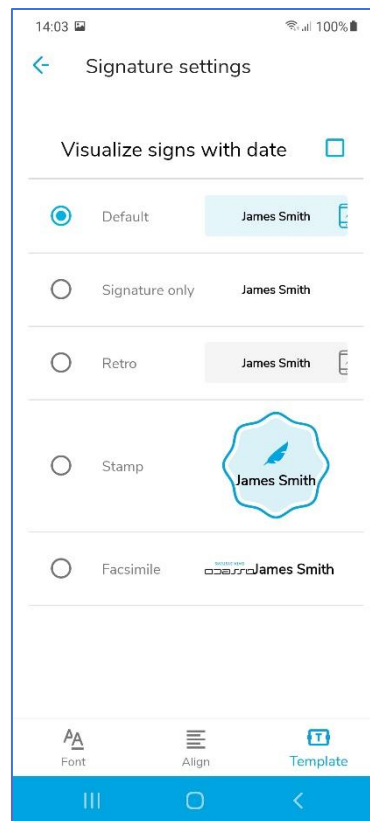 14:03 100%
Signature settings
Visualize signs with date
Default James Smith
Signature only James Smith
Retro James Smith
Stamp James Smith
Facsimile James Smith
Font Align Template